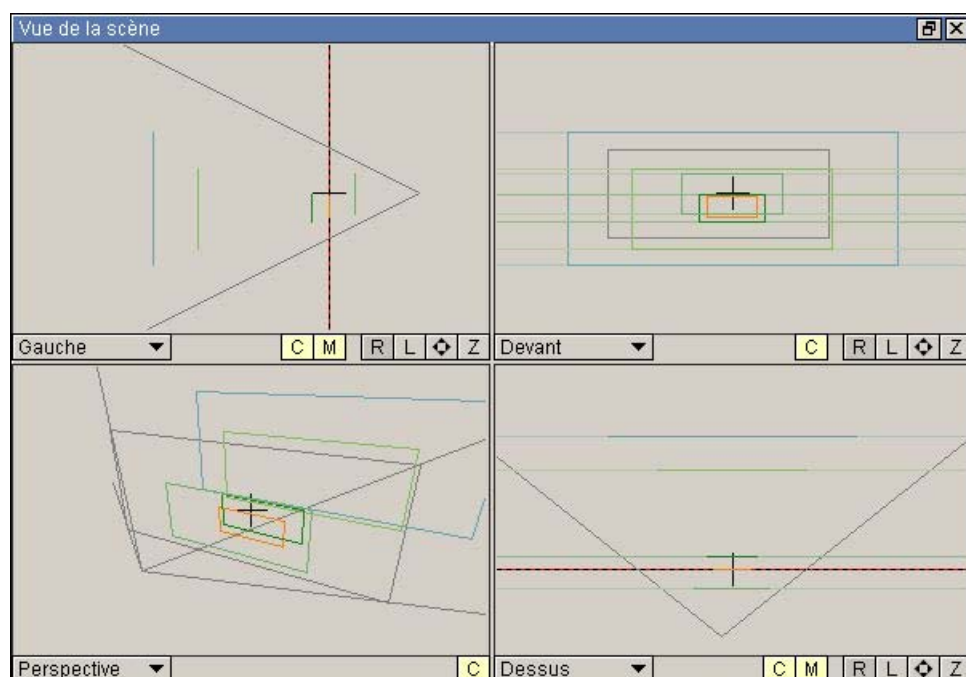 Vue de la scène
Gauche C M R L Z
Devant C R L Z
Perspective C
Dessus C M R L Z